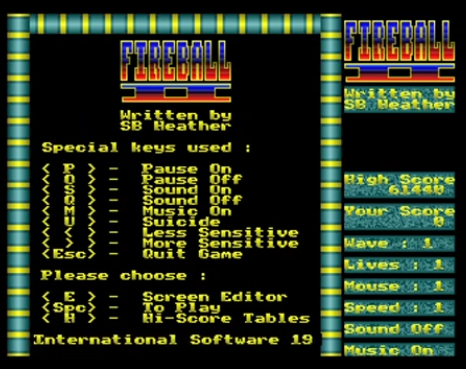 FIREBALL
II
Written by
SB Heather
Special keys used :
< P > - Pause On
< O > - Pause Off
< S > - Sound On
< Q > - Sound Off
< M > - Music On
< U > - Suicide
< < > - Less Sensitive
< > > - More Sensitive
<Esc> - Quit Game
Please choose :
< E > - Screen Editor
<Spc> - To Play
< H > - Hi-Score Tables
International Software 19
FIREBALL
II
Written by
SB Heather
High Score
61440
Your Score
0
Wave : 1
Lives : 1
Mouse : 1
Speed : 1
Sound Off
Music On